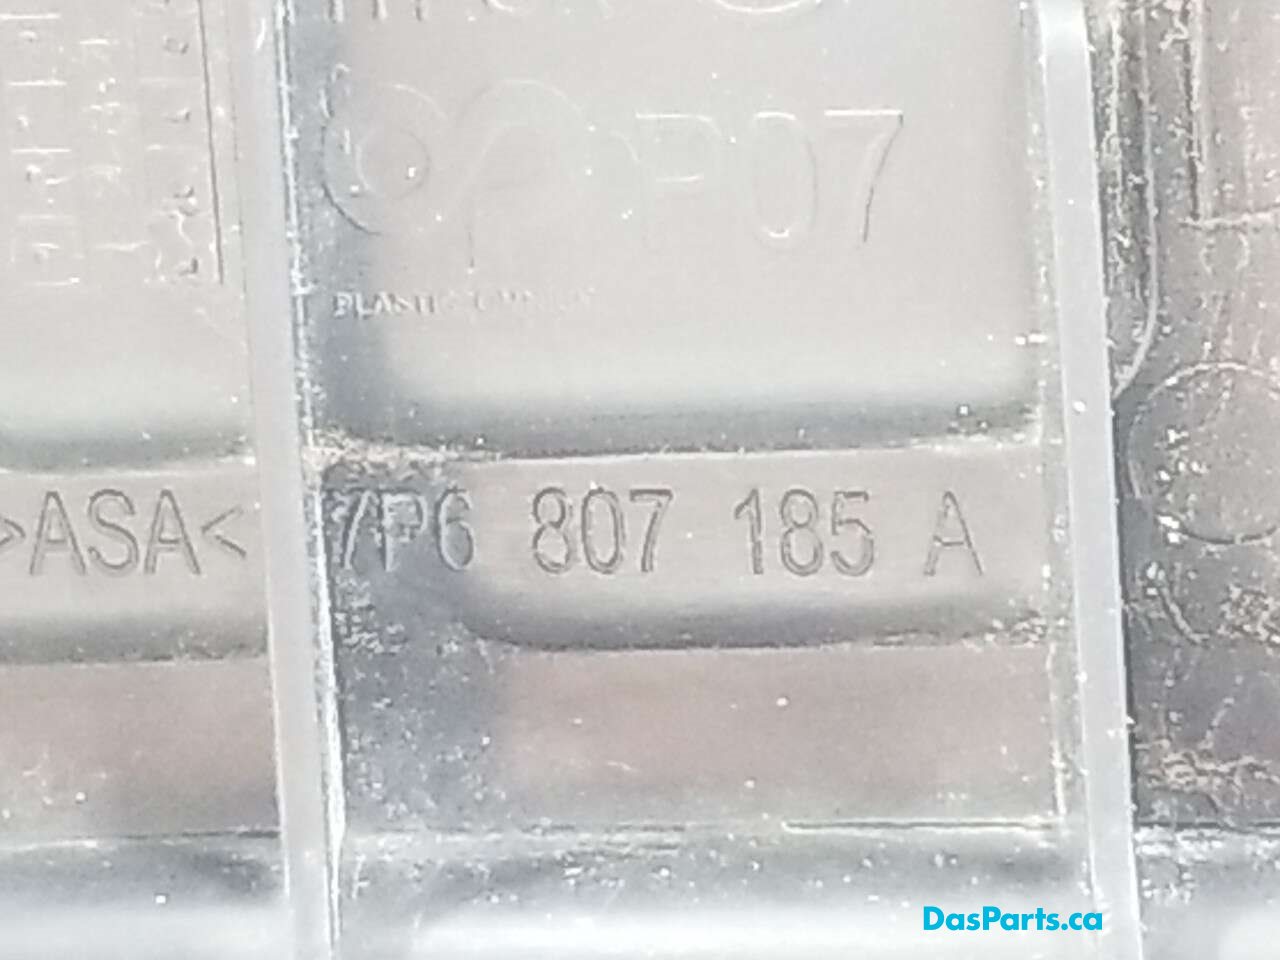 P07
>ASA<
7P6 807 185 A
DasParts.ca